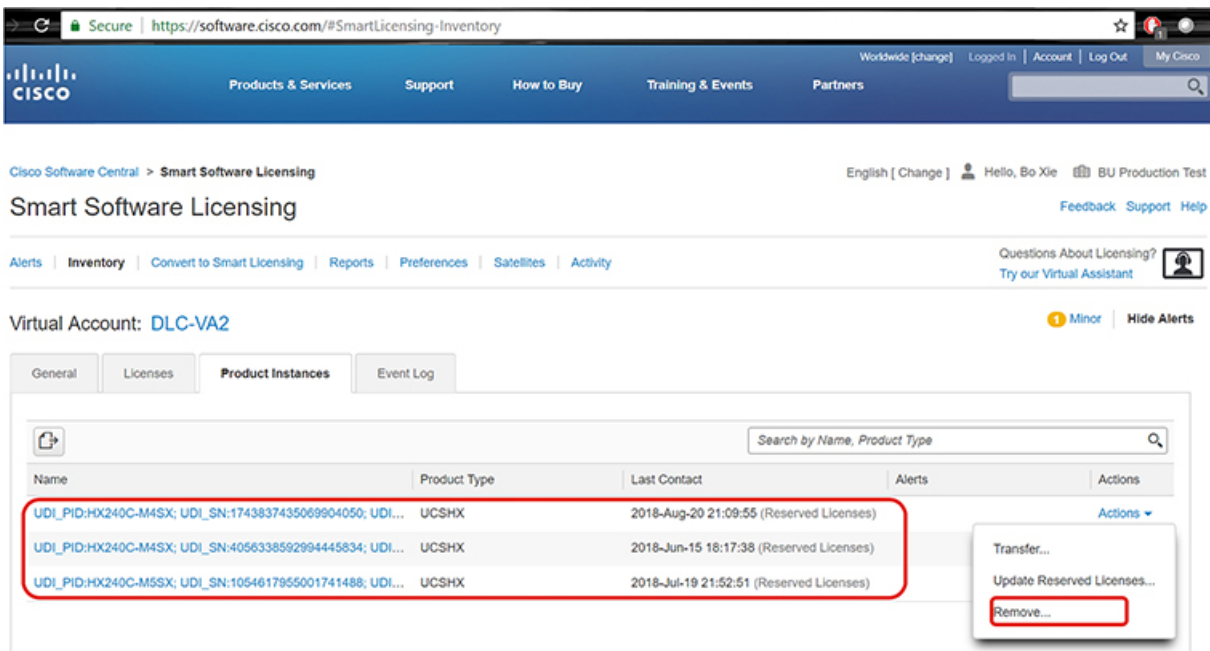 Secure | https://software.cisco.com/#SmartLicensing-Inventory
1
Worldwide [change] Logged In | Account | Log Out My Cisco
CISCO
Products & Services Support How to Buy Training & Events Partners
Cisco Software Central > Smart Software Licensing
English [ Change ] Hello, Bo Xie BU Production Test
Smart Software Licensing
Feedback Support Help
Alerts | Inventory | Convert to Smart Licensing | Reports | Preferences | Satellites | Activity
Questions About Licensing?
Try our Virtual Assistant
Virtual Account: DLC-VA2
1 Minor | Hide Alerts
General Licenses Product Instances Event Log
Search by Name, Product Type
Name Product Type Last Contact Alerts Actions
UDI_PID:HX240C-M4SX; UDI_SN:1743837435069904050; UDI... UCSHX 2018-Aug-20 21:09:55 (Reserved Licenses) Actions
UDI_PID:HX240C-M4SX; UDI_SN:4056338592994445834; UDI... UCSHX 2018-Jun-15 18:17:38 (Reserved Licenses)
UDI_PID:HX240C-M5SX; UDI_SN:1054617955001741488; UDI... UCSHX 2018-Jul-19 21:52:51 (Reserved Licenses)
Transfer...
Update Reserved Licenses...
Remove...